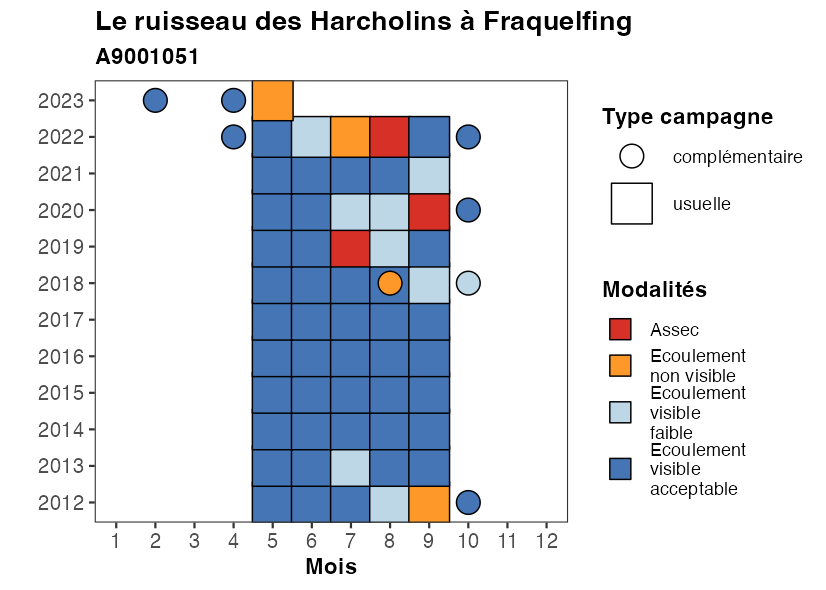 Le ruisseau des Harcholins à Fraquelfing
A9001051
2023
2022
2021
2020
2019
2018
2017
2016
2015
2014
2013
2012
1 2 3 4 5 6 7 8 9 10 11 12
Mois
Type campagne
complémentaire
usuelle
Modalités
Assec
Ecoulement
non visible
Ecoulement
visible
faible
Ecoulement
visible
acceptable